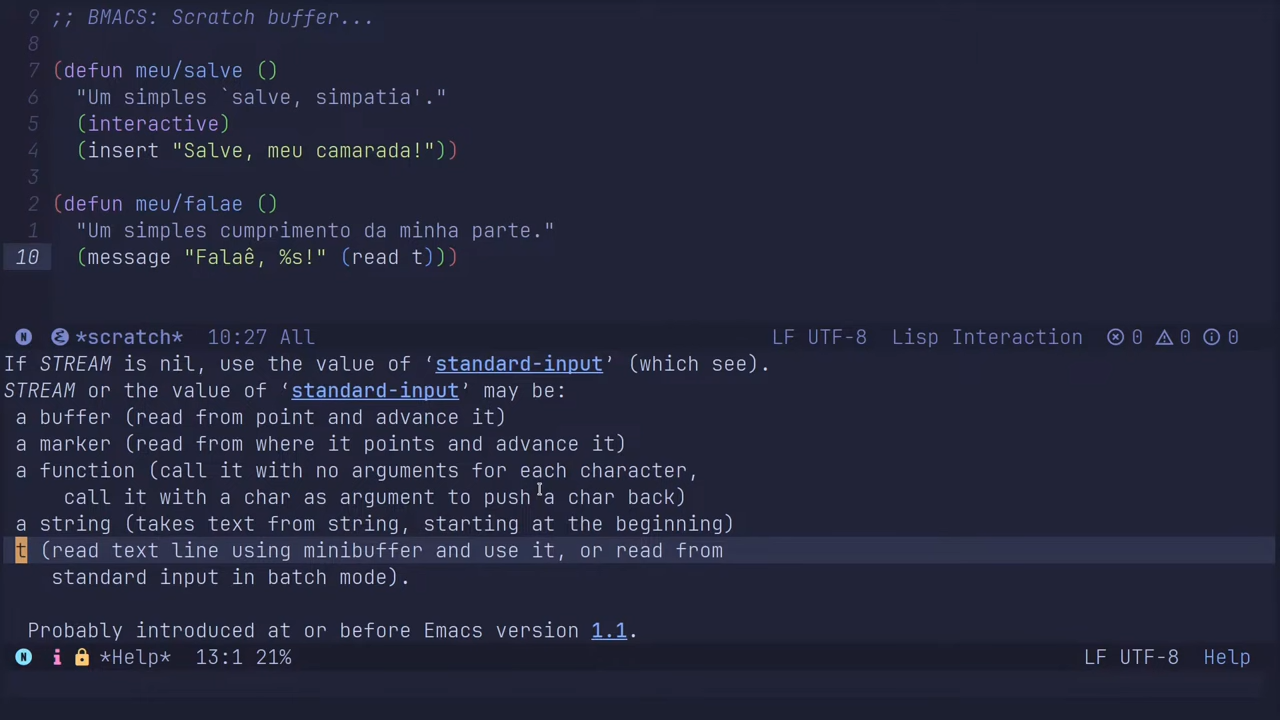 9 ;; BMACS: Scratch buffer...
8
7 (defun meu/salve ()
6 "Um simples `salve, simpatia'."
5 (interactive)
4 (insert "Salve, meu camarada!"))
3
2 (defun meu/falae ()
1 "Um simples cumprimento da minha parte."
10 (message "Falaê, %s!" (read t)))
N *scratch* 10:27 All LF UTF-8 Lisp Interaction 0 0 0
If STREAM is nil, use the value of ‘standard-input’ (which see).
STREAM or the value of ‘standard-input’ may be:
a buffer (read from point and advance it)
a marker (read from where it points and advance it)
a function (call it with no arguments for each character,
call it with a char as argument to push a char back)
a string (takes text from string, starting at the beginning)
t (read text line using minibuffer and use it, or read from
standard input in batch mode).
Probably introduced at or before Emacs version 1.1.
N i *Help* 13:1 21% LF UTF-8 Help